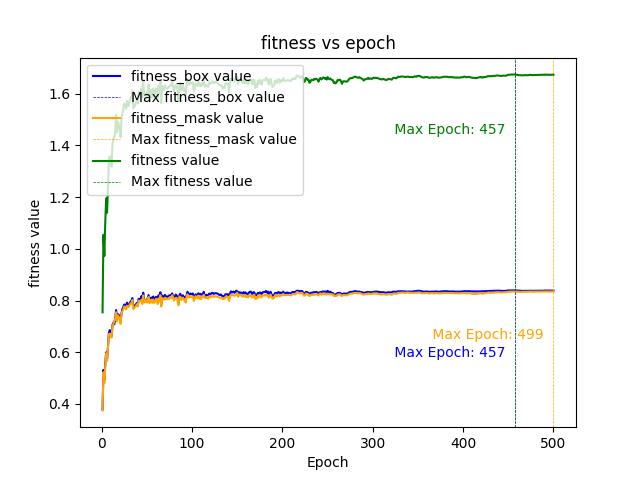 fitness vs epoch
fitness_box value
Max fitness_box value
fitness_mask value
Max fitness_mask value
fitness value
Max fitness value
Max Epoch: 457
Max Epoch: 499
Max Epoch: 457
fitness value
1.6
1.4
1.2
1.0
0.8
0.6
0.4
0
100
200
300
400
500
Epoch